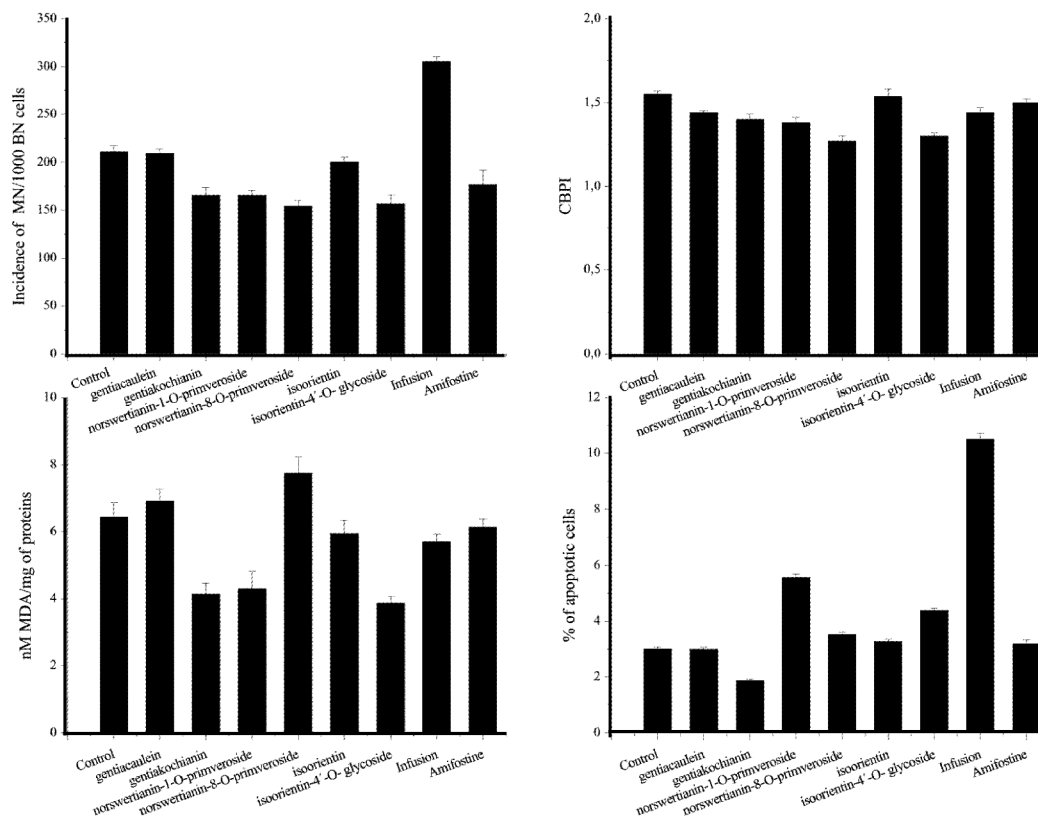 Incidence of MN/1000 BN cells
350
300
250
200
150
100
50
0
Control
gentiacaulein
gentiakochianin
norswertianin-1-O-primveroside
norswertianin-8-O-primveroside
isoorientin
isoorientin-4´-O- glycoside
Infusion
Amifostine
CBPI
2,0
1,5
1,0
0,5
0,0
Control
gentiacaulein
gentiakochianin
norswertianin-1-O-primveroside
norswertianin-8-O-primveroside
isoorientin
isoorientin-4´-O- glycoside
Infusion
Amifostine
nM MDA/mg of proteins
10
8
6
4
2
0
Control
gentiacaulein
gentiakochianin
norswertianin-1-O-primveroside
norswertianin-8-O-primveroside
isoorientin
isoorientin-4´-O- glycoside
Infusion
Amifostine
% of apoptotic cells
12
10
8
6
4
2
0
Control
gentiacaulein
gentiakochianin
norswertianin-1-O-primveroside
norswertianin-8-O-primveroside
isoorientin
isoorientin-4´-O- glycoside
Infusion
Amifostine